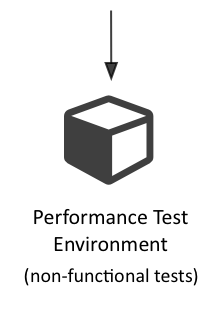 Performance Test
Environment
(non-functional tests)